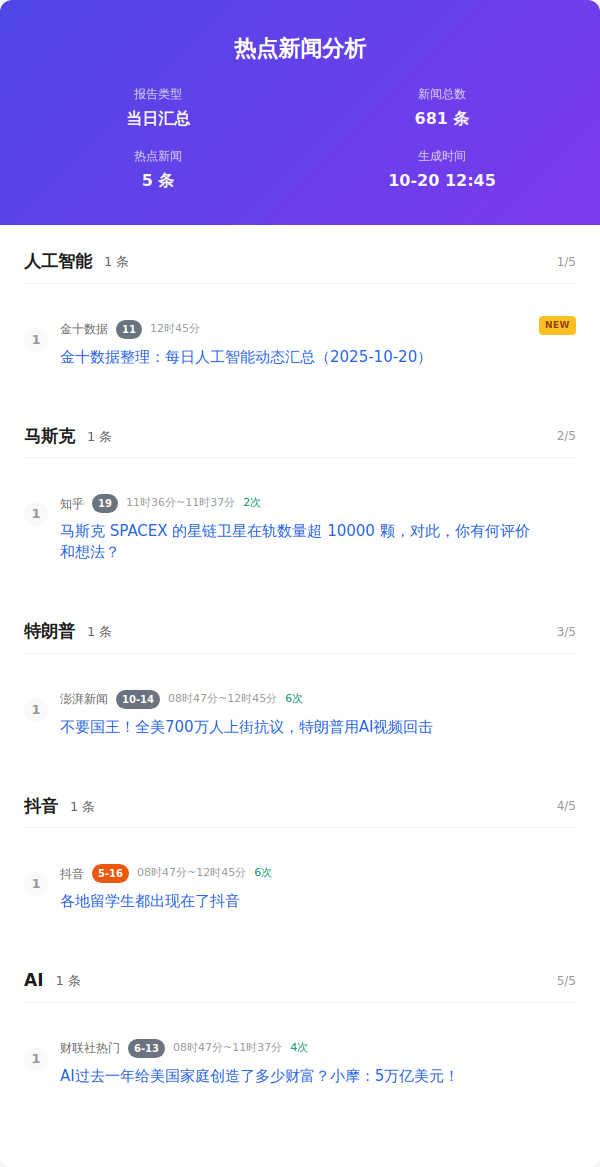 热点新闻分析
报告类型
当日汇总
新闻总数
681 条
热点新闻
5 条
生成时间
10-20 12:45
人工智能 1 条 1/5
1 金十数据 11 12时45分 NEW
金十数据整理：每日人工智能动态汇总（2025-10-20）
马斯克 1 条 2/5
1 知乎 19 11时36分~11时37分 2次
马斯克 SPACEX 的星链卫星在轨数量超 10000 颗，对此，你有何评价
和想法？
特朗普 1 条 3/5
1 澎湃新闻 10-14 08时47分~12时45分 6次
不要国王！全美700万人上街抗议，特朗普用AI视频回击
抖音 1 条 4/5
1 抖音 5-16 08时47分~12时45分 6次
各地留学生都出现在了抖音
AI 1 条 5/5
1 财联社热门 6-13 08时47分~11时37分 4次
AI过去一年给美国家庭创造了多少财富？小摩：5万亿美元！